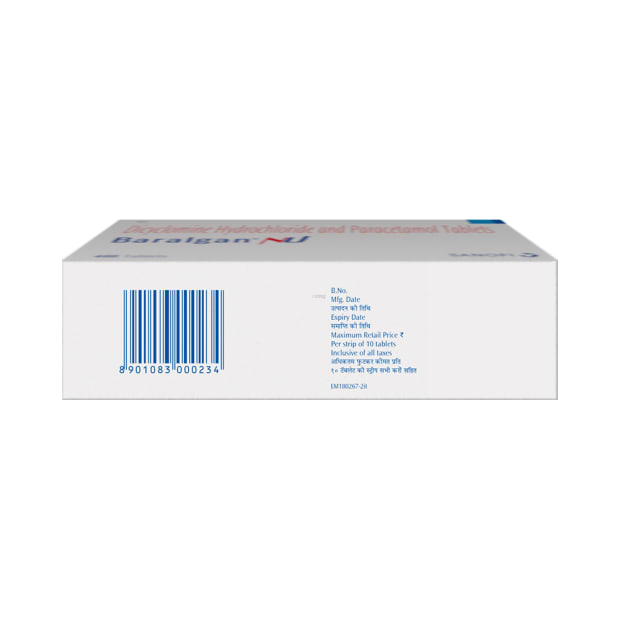 Dicyclomine Hydrochloride and Paracetamol Tablets
Baralgan NU
Tablets
SANOFI
B.No.
Mfg. Date
उत्पादन की तिथि
Expiry Date
समाप्ति की तिथि
Maximum Retail Price ₹
Per strip of 10 tablets
Inclusive of all taxes
अधिकतम फुटकर कीमत प्रति
१० टॅबलेट की स्ट्रीप सभी करों सहित
EM180267-28
8 901083 000234